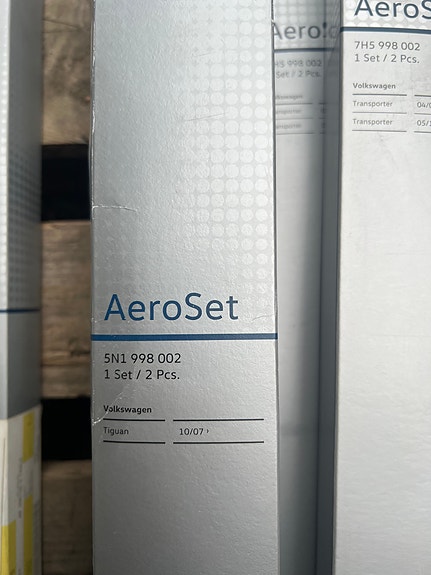 AeroSet
5N1 998 002
1 Set / 2 Pcs.
Volkswagen
Tiguan 10/07 ›
7H5 998 002
1 Set / 2 Pcs.
Volkswagen
Transporter
Transporter